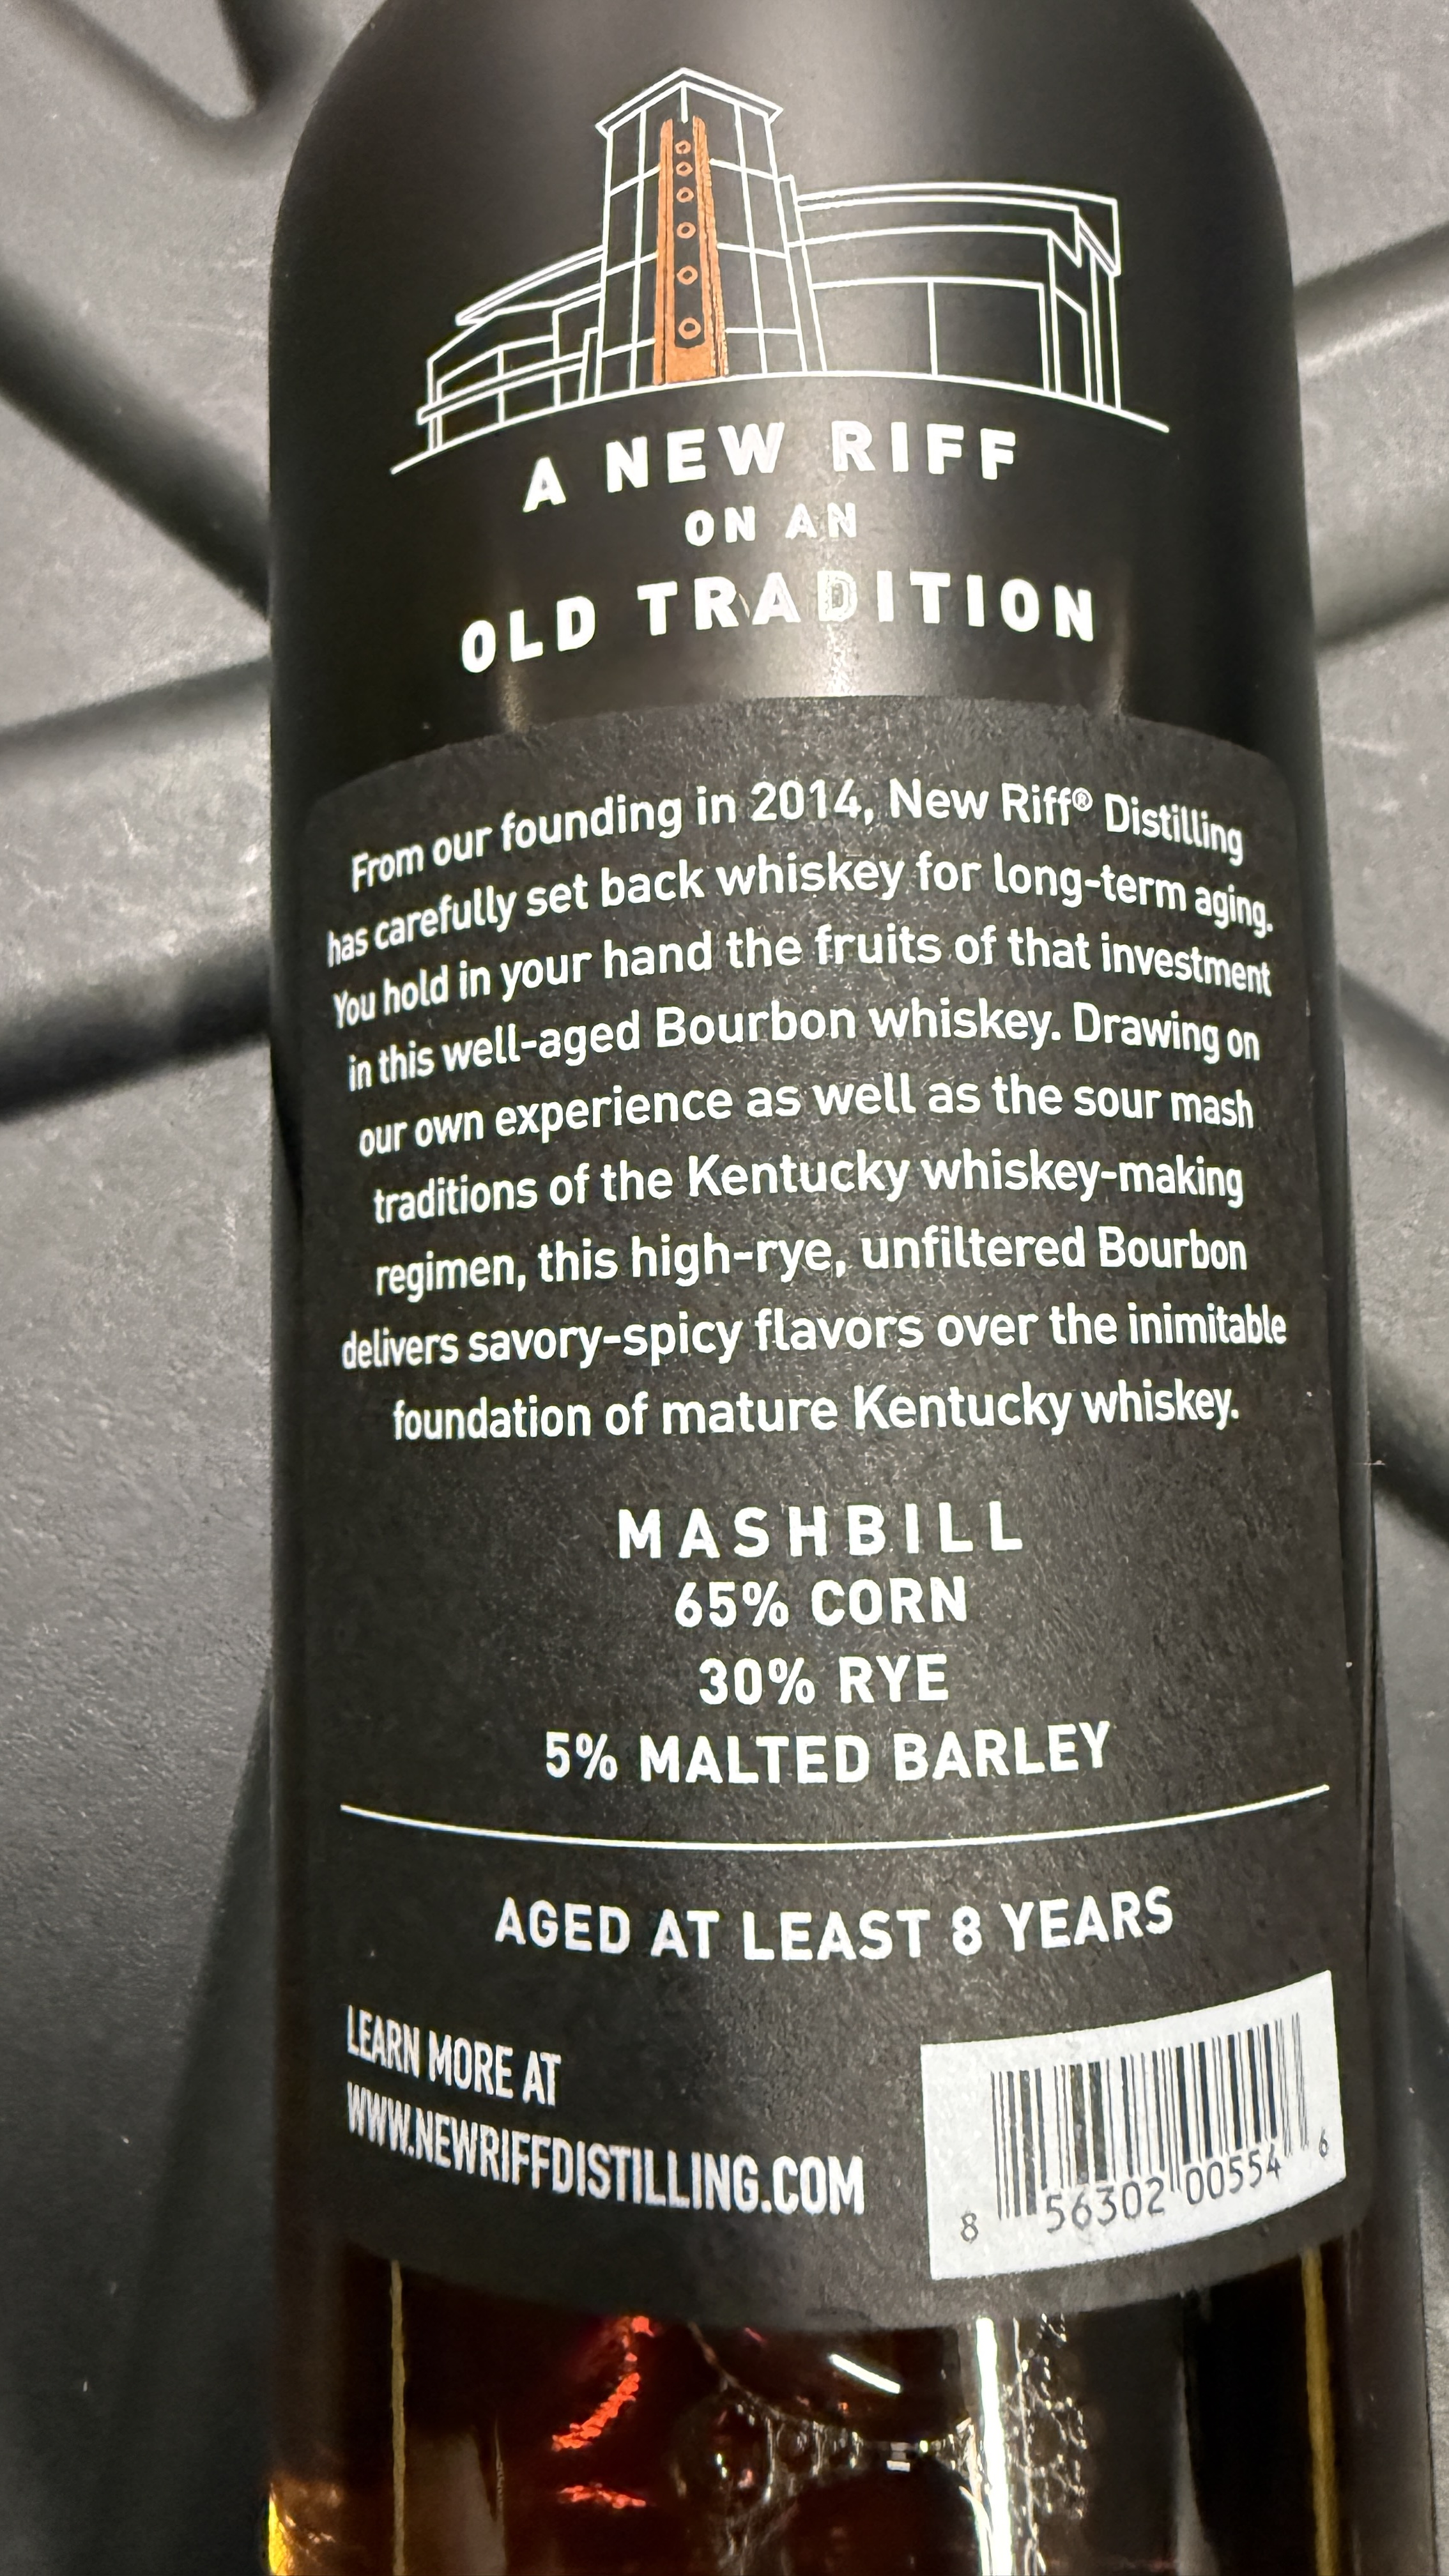 A NEW RIFF
ON AN
OLD TRADITION
From our founding in 2014, New Riff® Distilling
has carefully set back whiskey for long-term aging.
You hold in your hand the fruits of that investment
in this well-aged Bourbon whiskey. Drawing on
our own experience as well as the sour mash
traditions of the Kentucky whiskey-making
regimen, this high-rye, unfiltered Bourbon
delivers savory-spicy flavors over the inimitable
foundation of mature Kentucky whiskey.
MASHBILL
65% CORN
30% RYE
5% MALTED BARLEY
AGED AT LEAST 8 YEARS
LEARN MORE AT
WWW.NEWRIFFDISTILLING.COM
8 56302 00554 6